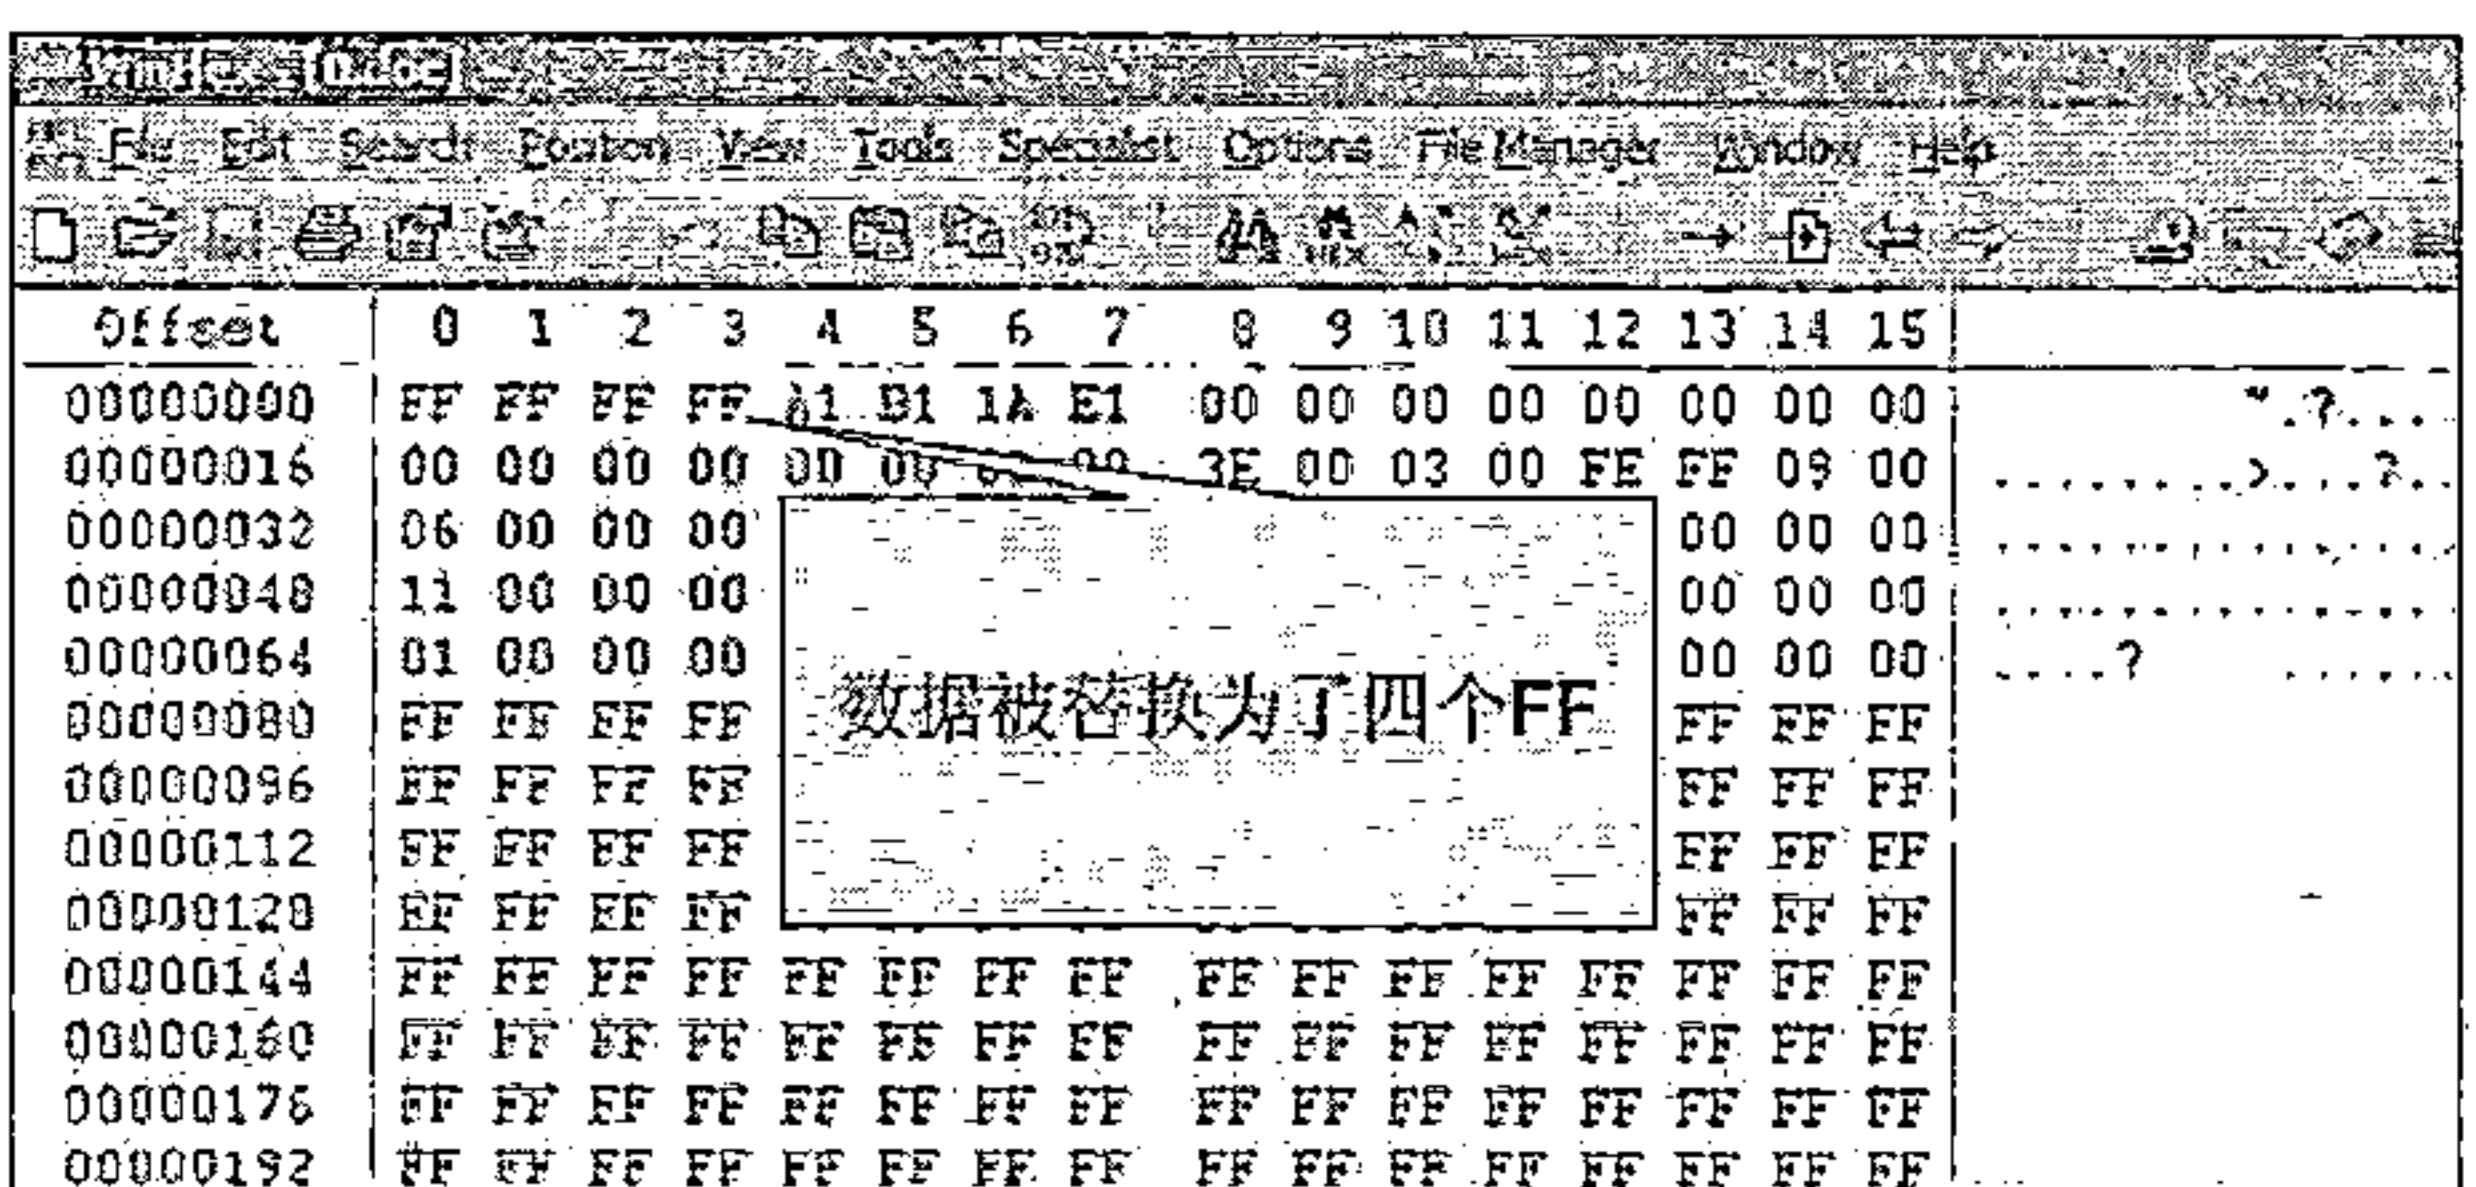 WinHex - [0.doc]
File Edit Search Position View Tools Specialist Options File Manager Window Help
Offset 0 1 2 3 4 5 6 7 8 9 10 11 12 13 14 15
00000000 FF FF FF FF A1 B1 1A E1 00 00 00 00 00 00 00 00
00000016 00 00 00 00 00 00 00 3E 00 03 00 FE FF 09 00
00000032 06 00 00 00 00 00 00
00000048 11 00 00 00 00 00 00
00000064 01 00 00 00 00 00 00
数据被替换为了四个FF
00000080 FF FF FF FF FF FF FF
00000096 FF FF FF FF FF FF FF
00000112 FF FF FF FF FF FF FF
00000128 FF FF FF FF FF FF FF
00000144 FF FF FF FF FF FF FF FF FF FF FF FF FF FF FF FF
00000160 FF FF FF FF FF FF FF FF FF FF FF FF FF FF FF FF
00000176 FF FF FF FF FF FF FF FF FF FF FF FF FF FF FF FF
00000192 FF FF FF FF FF FF FF FF FF FF FF FF FF FF FF FF